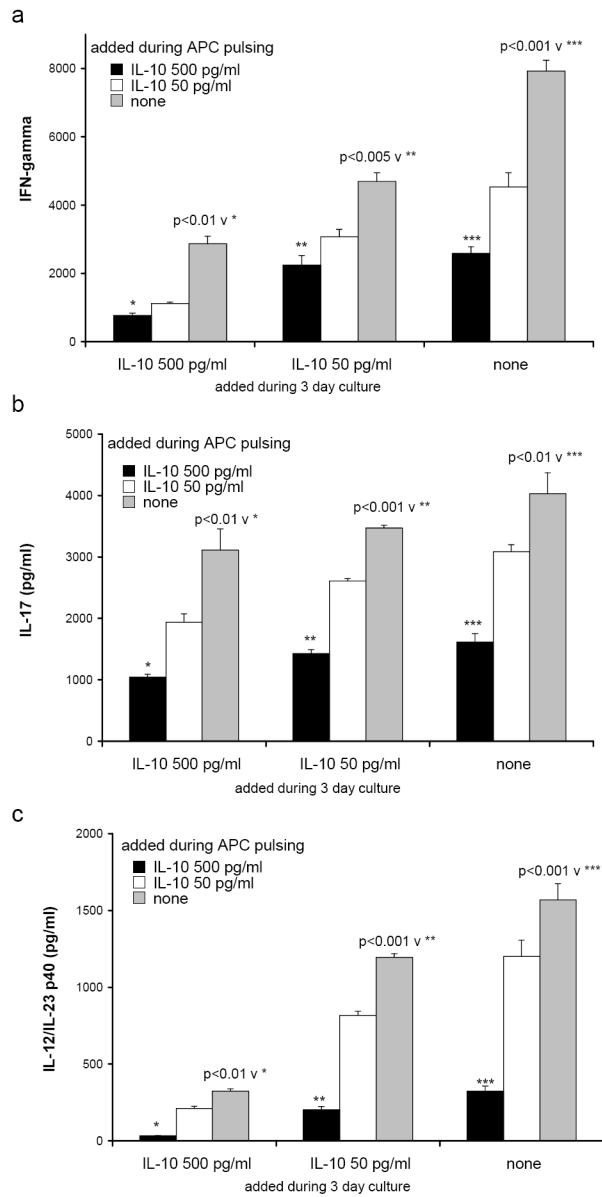 a
added during APC pulsing
IL-10 500 pg/ml
IL-10 50 pg/ml
none
p<0.001 v ***
p<0.005 v **
p<0.01 v *
*
**
***
IFN-gamma
8000
6000
4000
2000
0
IL-10 500 pg/ml IL-10 50 pg/ml none
added during 3 day culture
b
added during APC pulsing
IL-10 500 pg/ml
IL-10 50 pg/ml
none
p<0.01 v ***
p<0.001 v **
p<0.01 v *
*
**
***
IL-17 (pg/ml)
5000
4000
3000
2000
1000
0
IL-10 500 pg/ml IL-10 50 pg/ml none
added during 3 day culture
c
added during APC pulsing
IL-10 500 pg/ml
IL-10 50 pg/ml
none
p<0.001 v ***
p<0.001 v **
p<0.01 v *
*
**
***
IL-12/IL-23 p40 (pg/ml)
2000
1500
1000
500
0
IL-10 500 pg/ml IL-10 50 pg/ml none
added during 3 day culture